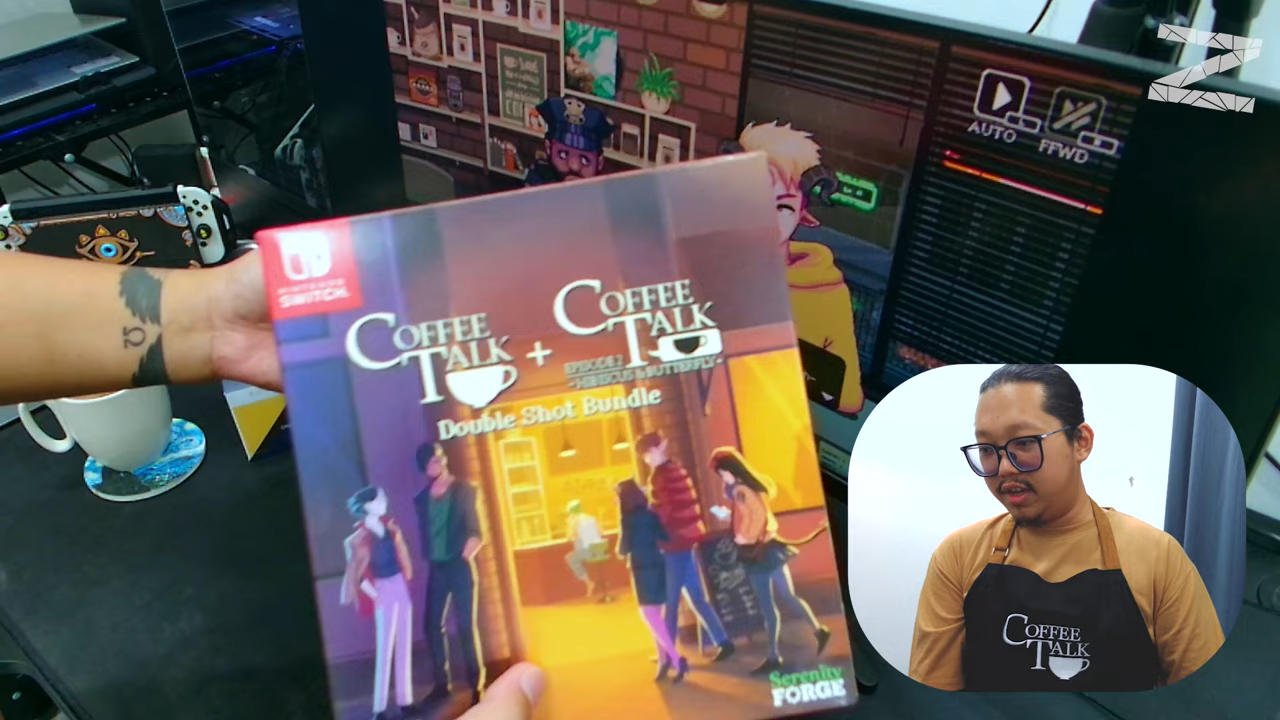 AUTO
FFWD
NINTENDO
SWITCH
COFFEE
TALK
+
COFFEE
TALK
EPISODE 2
- HIBISCUS & BUTTERFLY -
Double Shot Bundle
Serenity
FORGE
COFFEE
TALK